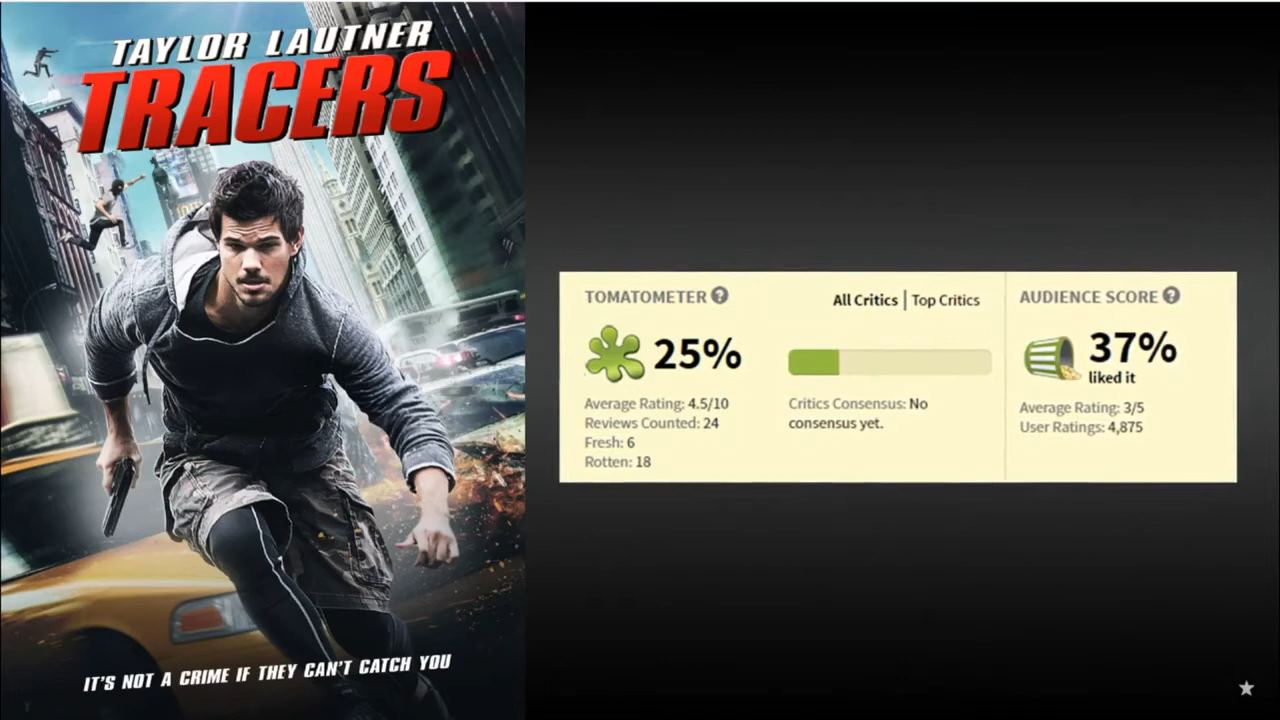 TAYLOR LAUTNER
TRACERS
IT'S NOT A CRIME IF THEY CAN'T CATCH YOU
TOMATOMETER ?
All Critics | Top Critics
25%
Average Rating: 4.5/10
Reviews Counted: 24
Fresh: 6
Rotten: 18
Critics Consensus: No
consensus yet.
AUDIENCE SCORE ?
37%
liked it
Average Rating: 3/5
User Ratings: 4,875